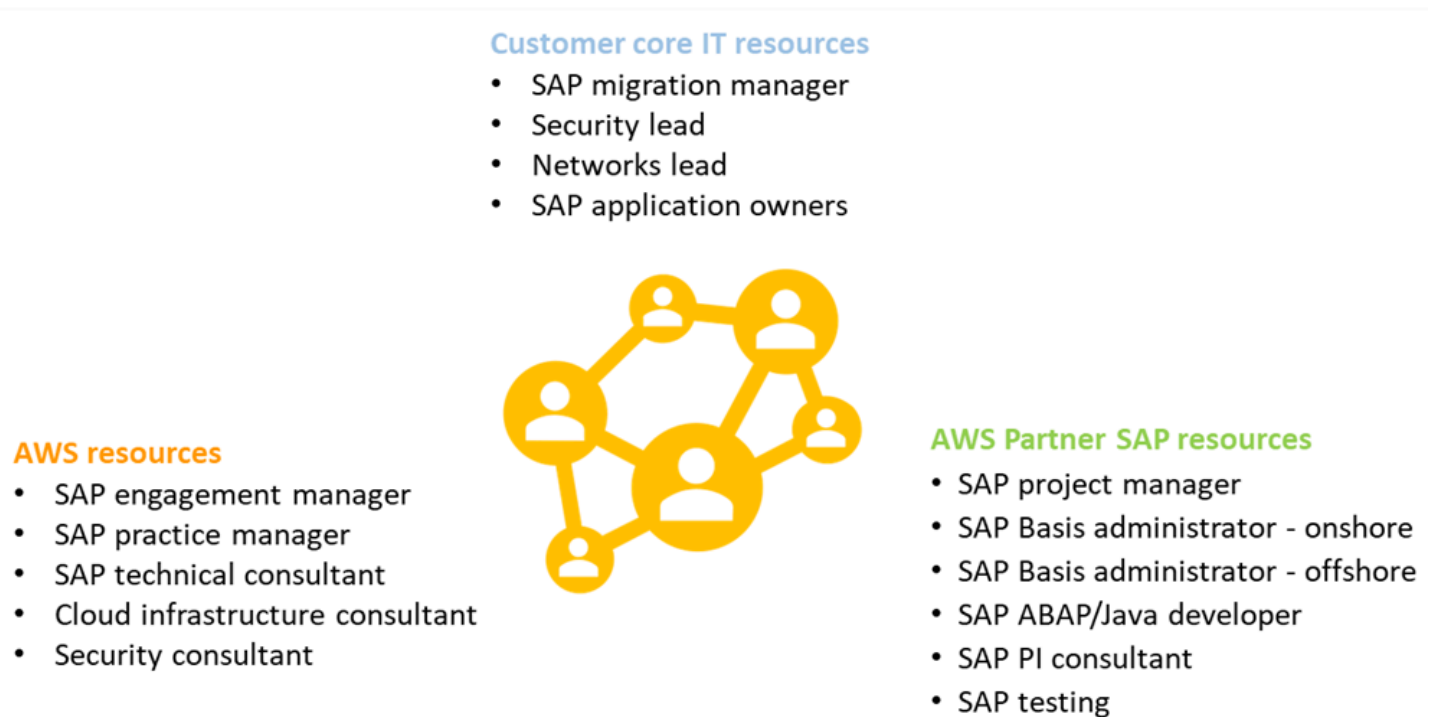 Customer core IT resources
• SAP migration manager
• Security lead
• Networks lead
• SAP application owners
AWS resources
• SAP engagement manager
• SAP practice manager
• SAP technical consultant
• Cloud infrastructure consultant
• Security consultant
AWS Partner SAP resources
• SAP project manager
• SAP Basis administrator - onshore
• SAP Basis administrator - offshore
• SAP ABAP/Java developer
• SAP PI consultant
• SAP testing